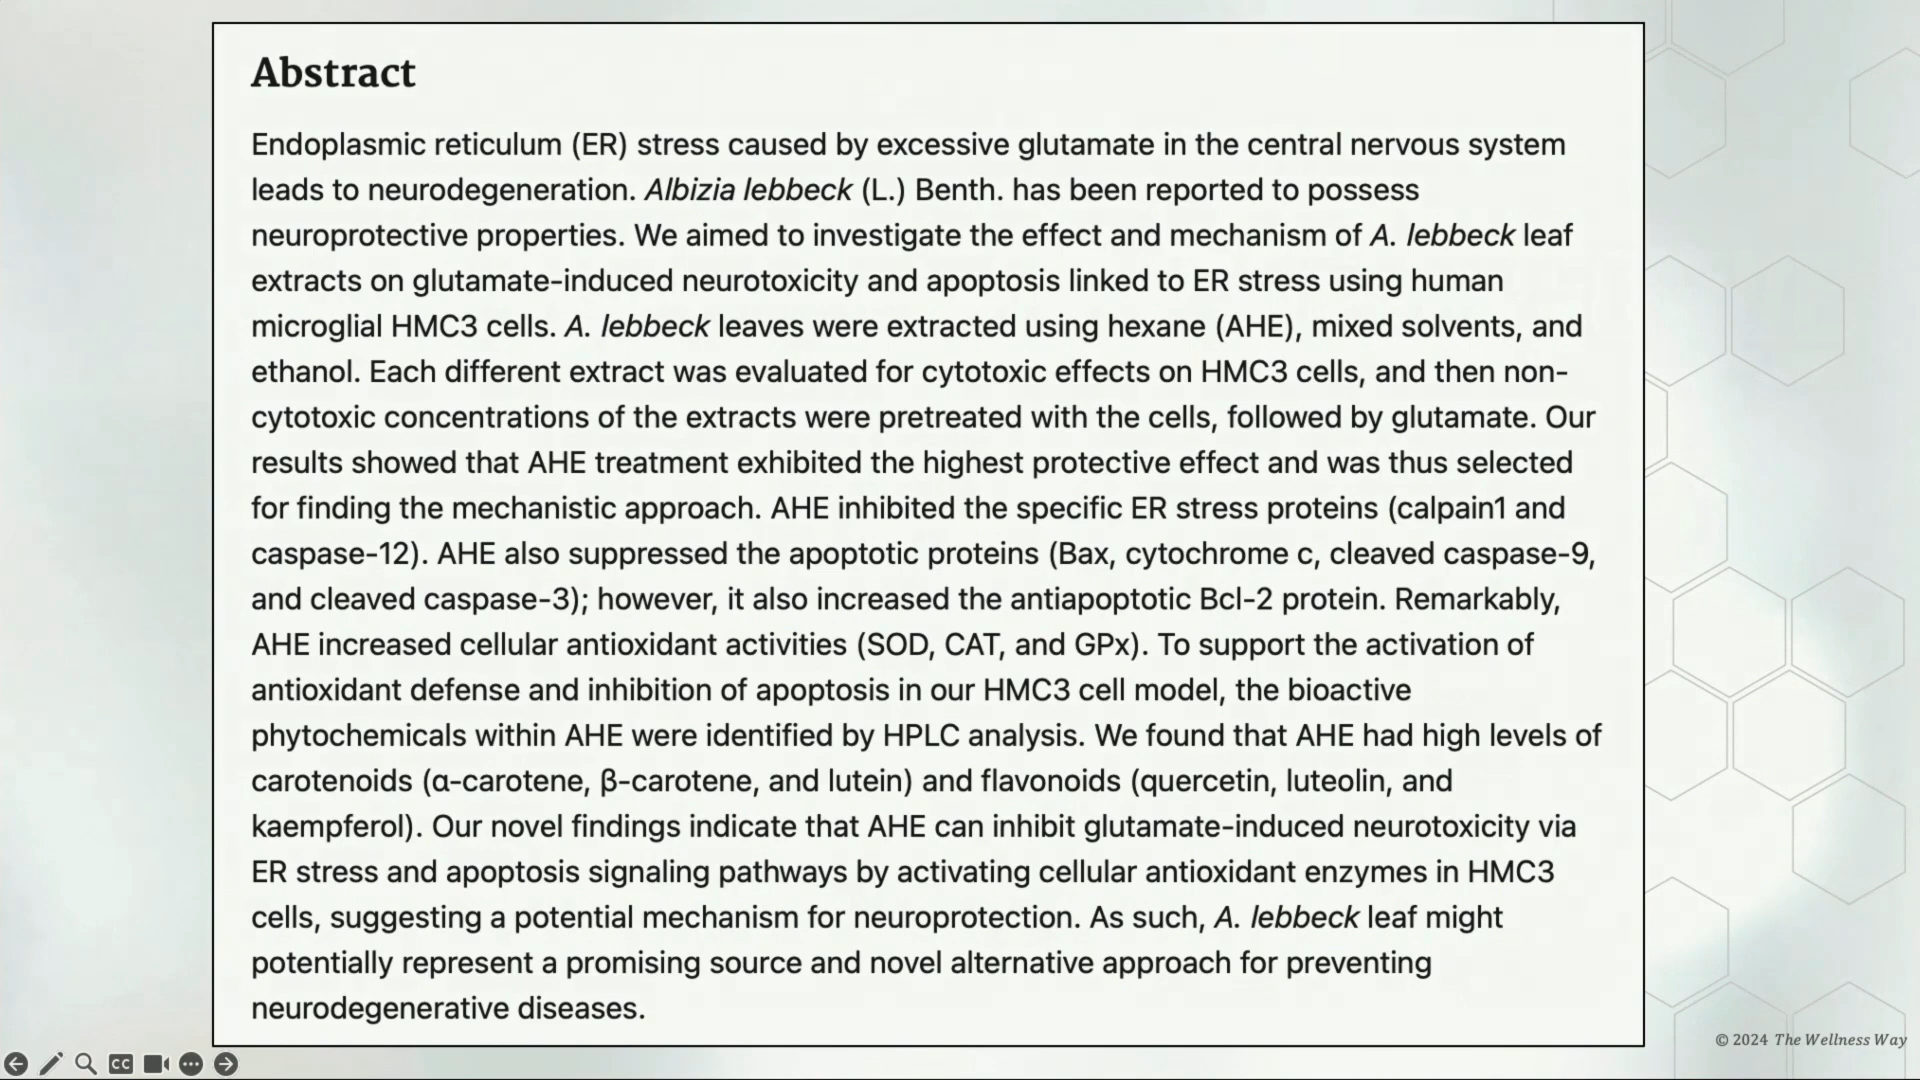 Abstract
Endoplasmic reticulum (ER) stress caused by excessive glutamate in the central nervous system
leads to neurodegeneration. Albizia lebbeck (L.) Benth. has been reported to possess
neuroprotective properties. We aimed to investigate the effect and mechanism of A. lebbeck leaf
extracts on glutamate-induced neurotoxicity and apoptosis linked to ER stress using human
microglial HMC3 cells. A. lebbeck leaves were extracted using hexane (AHE), mixed solvents, and
ethanol. Each different extract was evaluated for cytotoxic effects on HMC3 cells, and then non-
cytotoxic concentrations of the extracts were pretreated with the cells, followed by glutamate. Our
results showed that AHE treatment exhibited the highest protective effect and was thus selected
for finding the mechanistic approach. AHE inhibited the specific ER stress proteins (calpain1 and
caspase-12). AHE also suppressed the apoptotic proteins (Bax, cytochrome c, cleaved caspase-9,
and cleaved caspase-3); however, it also increased the antiapoptotic Bcl-2 protein. Remarkably,
AHE increased cellular antioxidant activities (SOD, CAT, and GPx). To support the activation of
antioxidant defense and inhibition of apoptosis in our HMC3 cell model, the bioactive
phytochemicals within AHE were identified by HPLC analysis. We found that AHE had high levels of
carotenoids (α-carotene, β-carotene, and lutein) and flavonoids (quercetin, luteolin, and
kaempferol). Our novel findings indicate that AHE can inhibit glutamate-induced neurotoxicity via
ER stress and apoptosis signaling pathways by activating cellular antioxidant enzymes in HMC3
cells, suggesting a potential mechanism for neuroprotection. As such, A. lebbeck leaf might
potentially represent a promising source and novel alternative approach for preventing
neurodegenerative diseases.
© 2024 The Wellness Way
CC